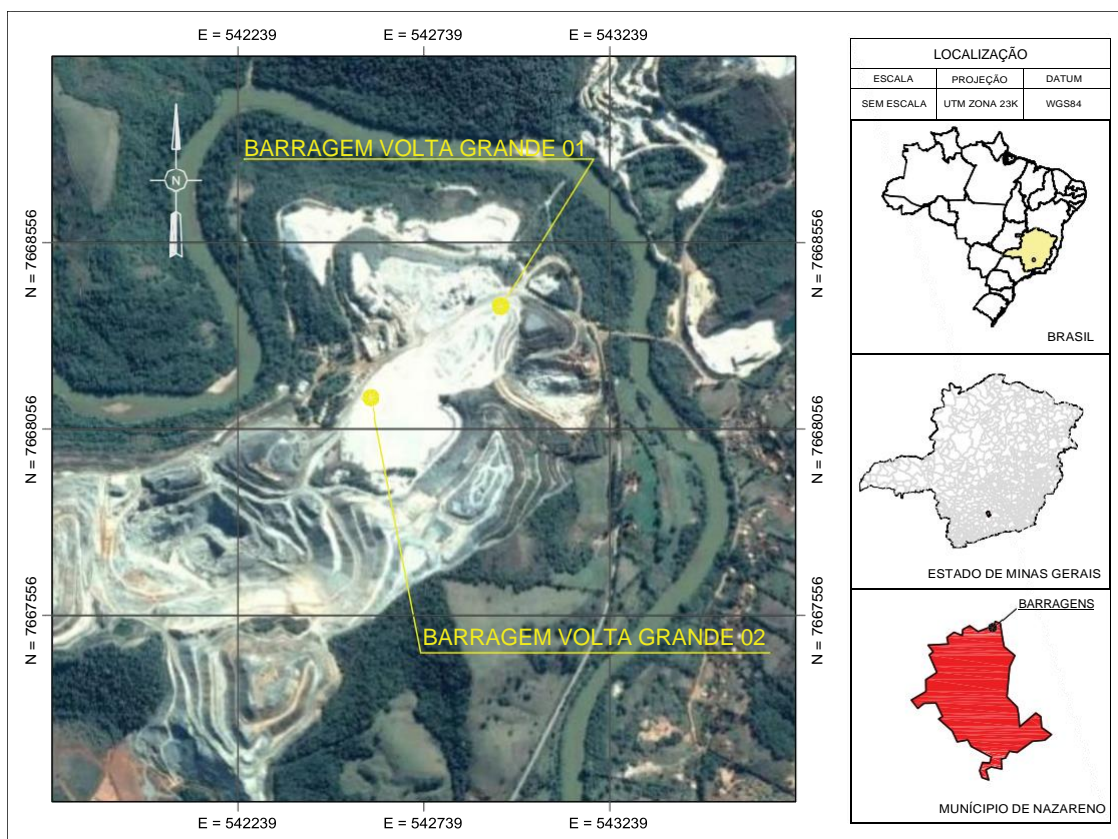 E = 542239
E = 542739
E = 543239
N = 7668556
N = 7668056
N = 7667556
N
BARRAGEM VOLTA GRANDE 01
BARRAGEM VOLTA GRANDE 02
N = 7668556
N = 7668056
N = 7667556
E = 542239
E = 542739
E = 543239
LOCALIZAÇÃO
ESCALA PROJEÇÃO DATUM
SEM ESCALA UTM ZONA 23K WGS84
BRASIL
ESTADO DE MINAS GERAIS
BARRAGENS
MUNÍCIPIO DE NAZARENO